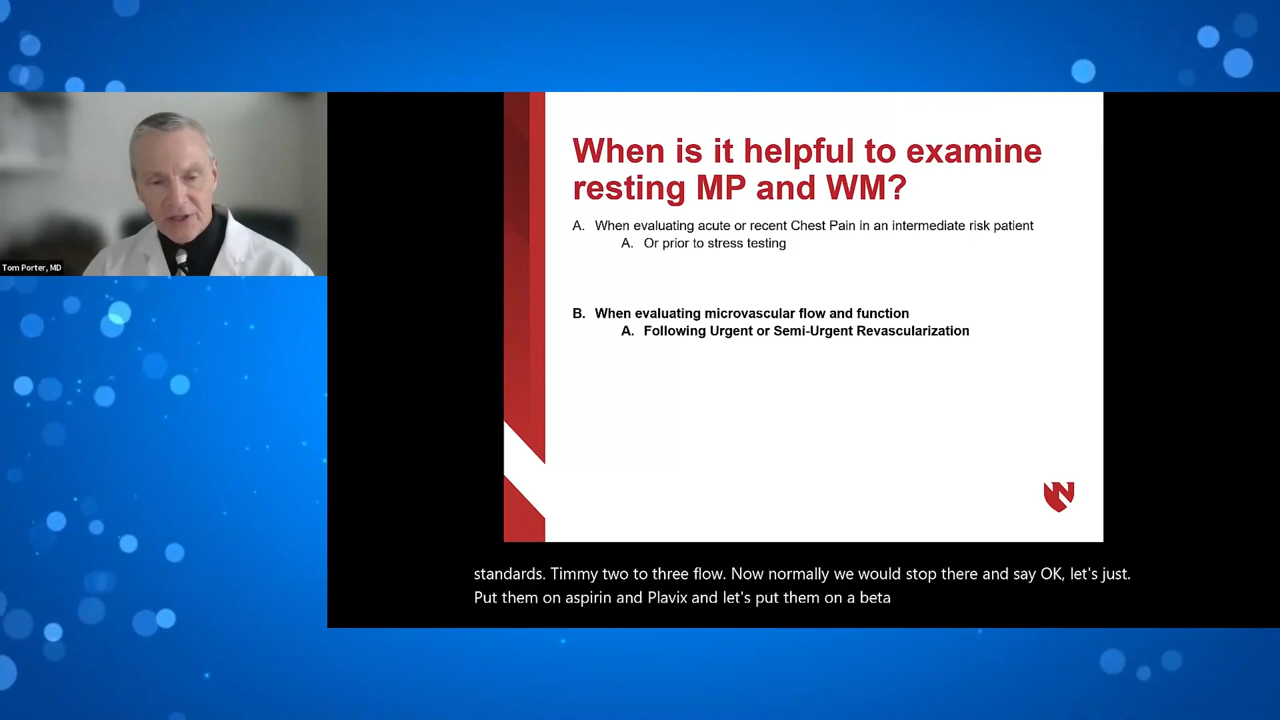 When is it helpful to examine
resting MP and WM?
A. When evaluating acute or recent Chest Pain in an intermediate risk patient
A. Or prior to stress testing
B. When evaluating microvascular flow and function
A. Following Urgent or Semi-Urgent Revascularization
Tom Porter, MD
standards. Timmy two to three flow. Now normally we would stop there and say OK, let's just.
Put them on aspirin and Plavix and let's put them on a beta